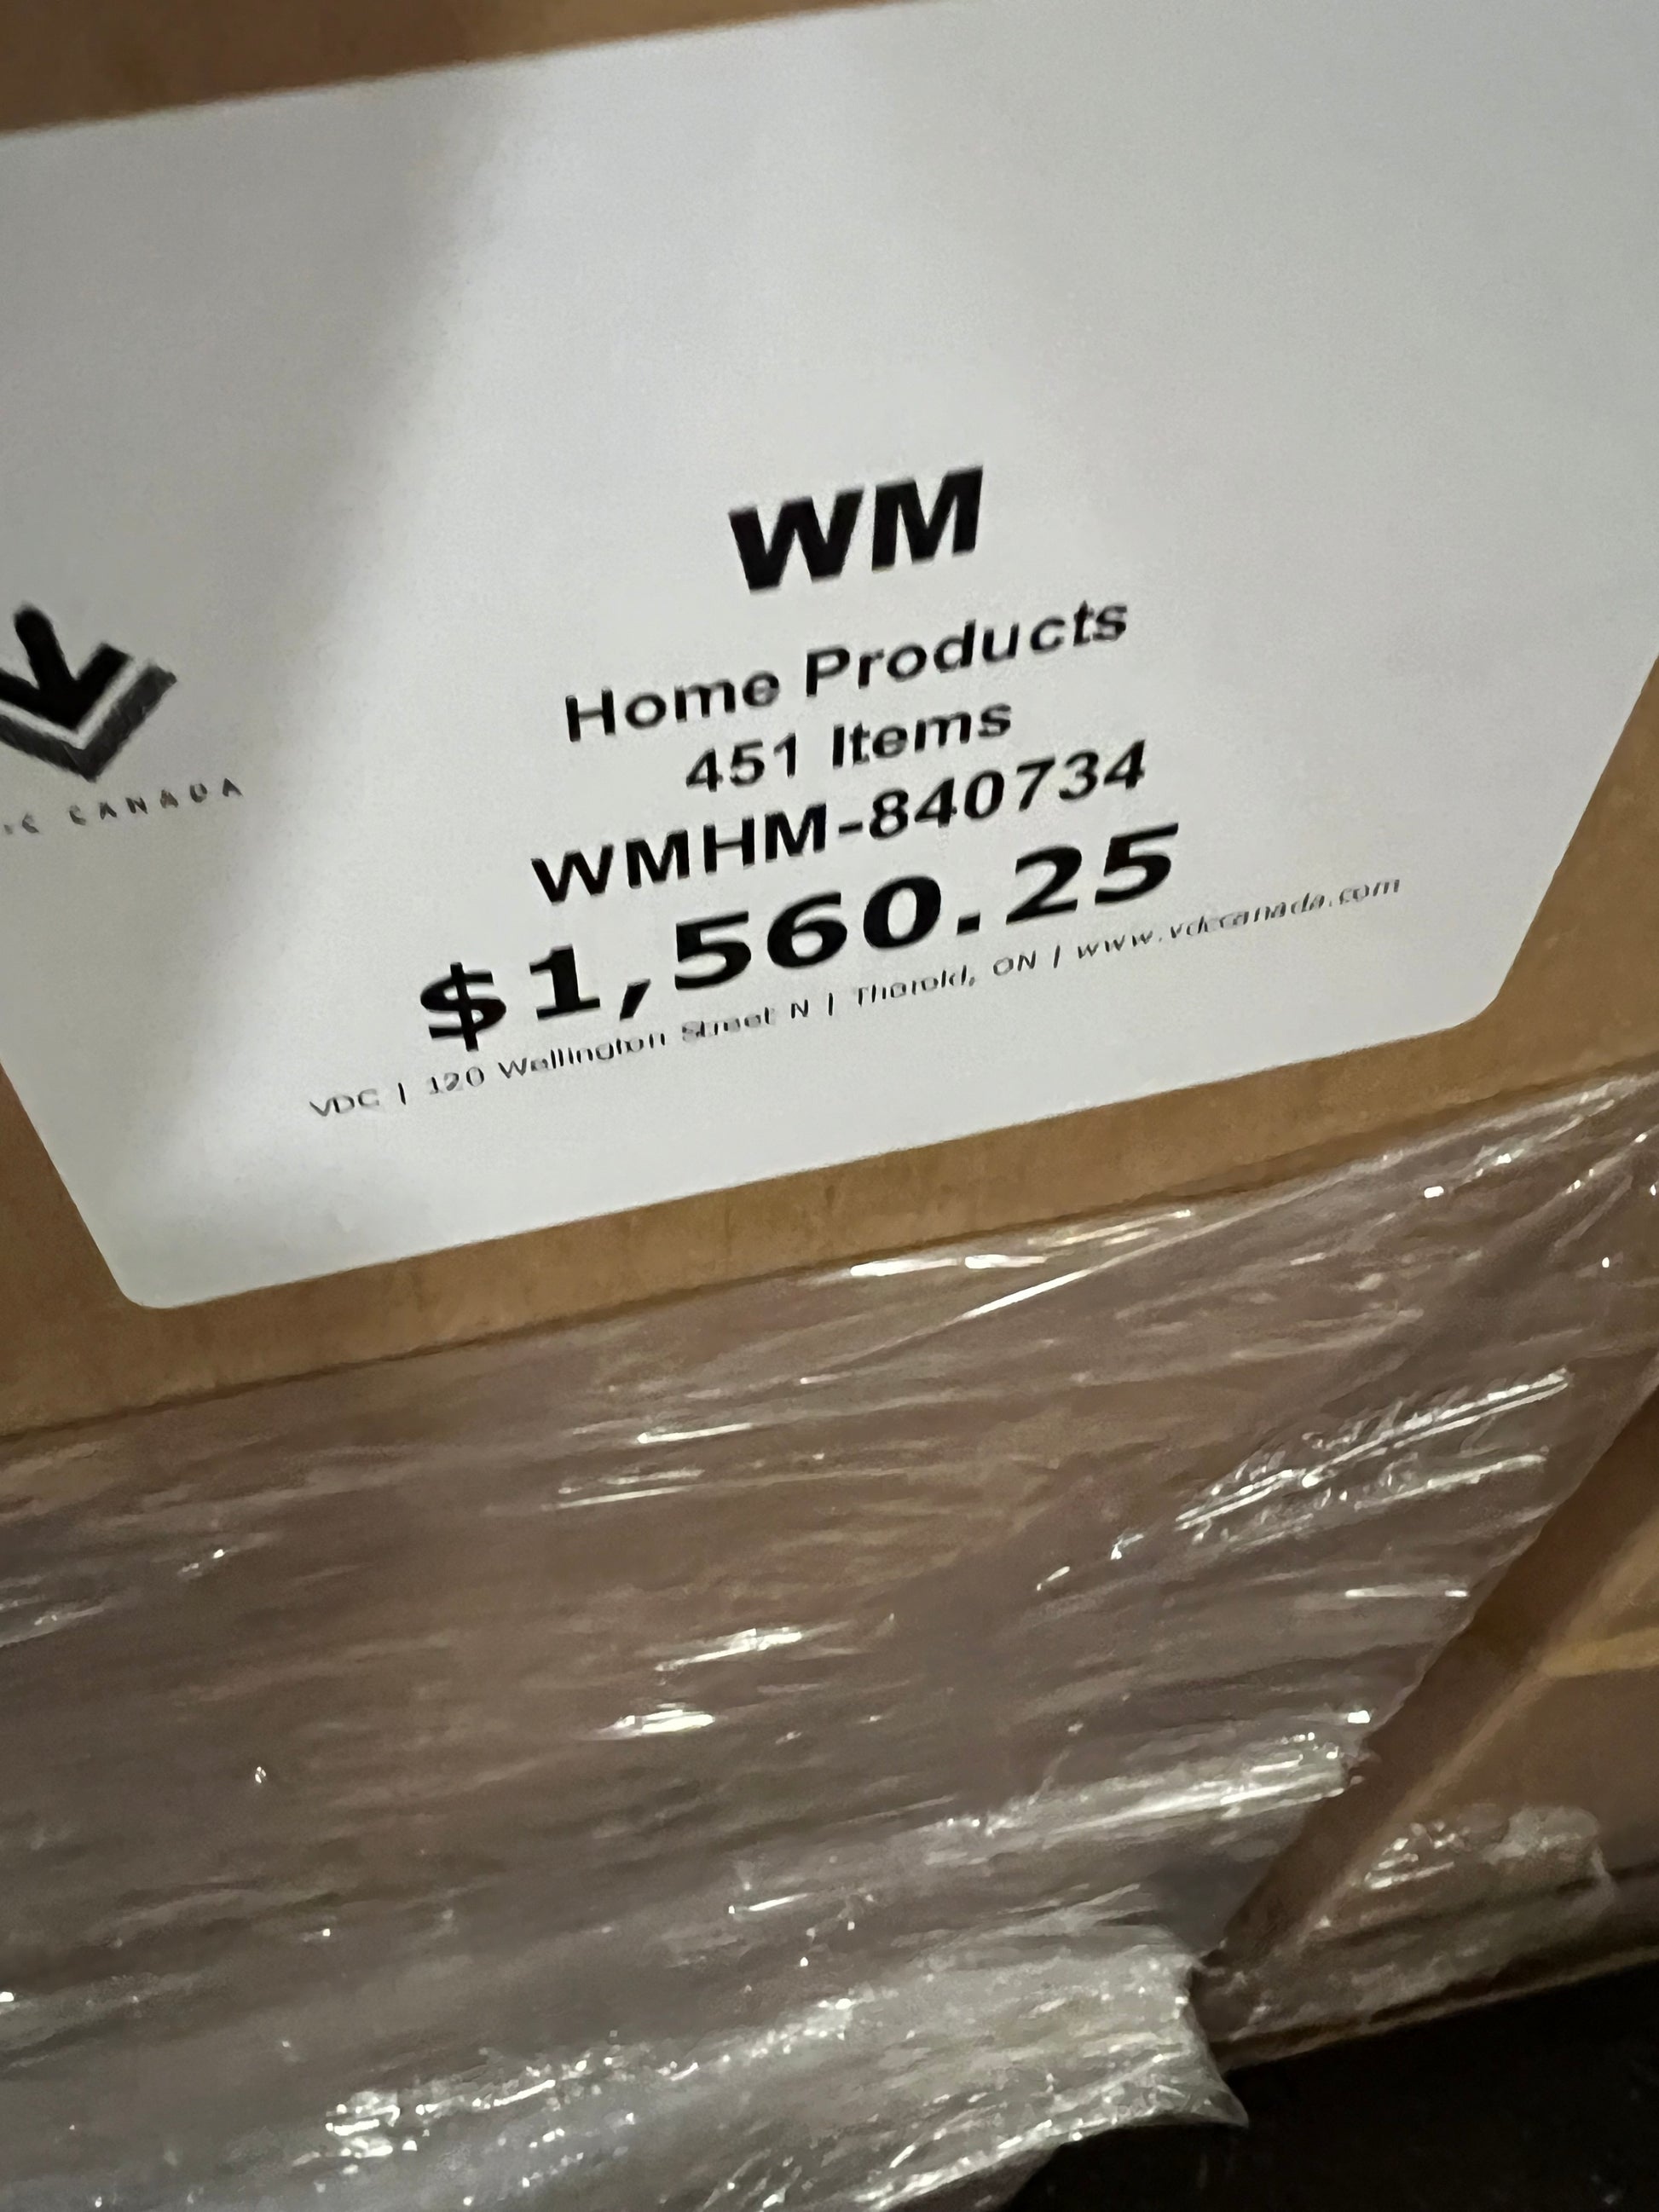 WM
Home Products
451 Items
WMHM-840734
$1,560.25
VDC | 120 Wellington Street N | Thorold, ON | www.vdccanada.com
CANADA